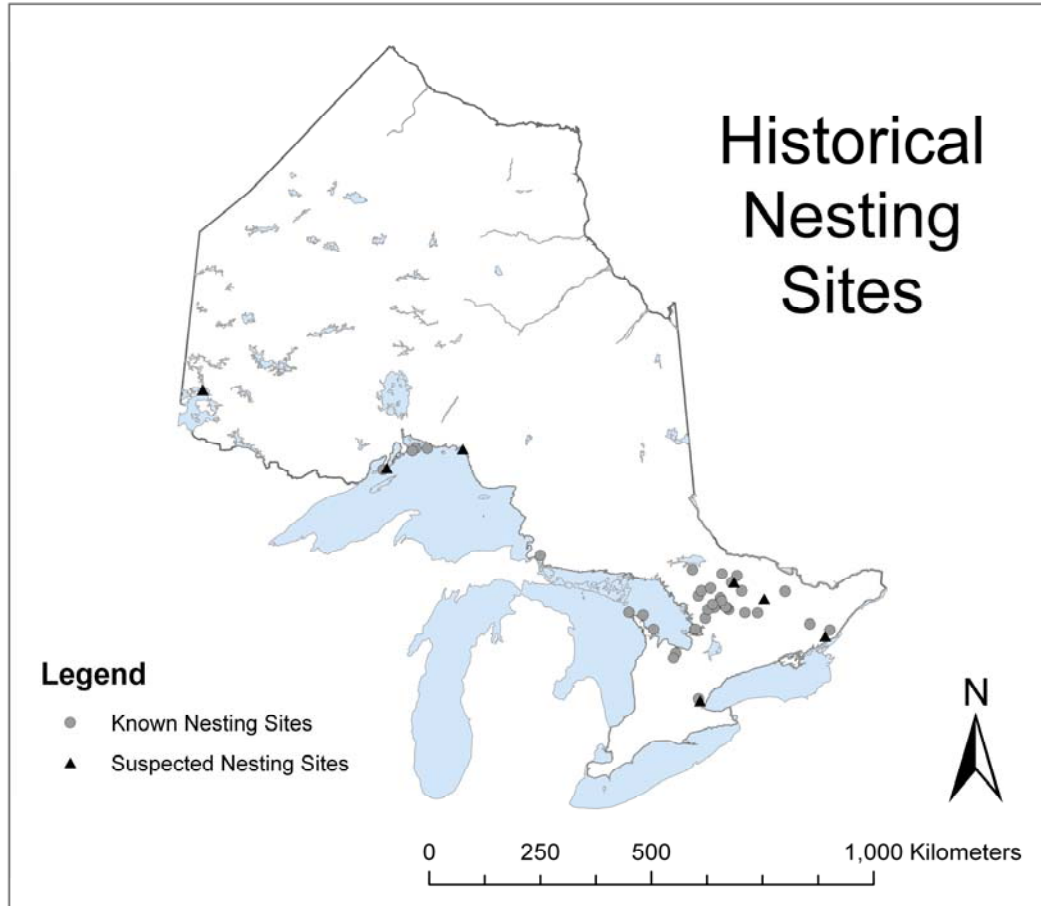 Historical
Nesting
Sites
Legend
Known Nesting Sites
Suspected Nesting Sites
N
0 250 500 1,000 Kilometers